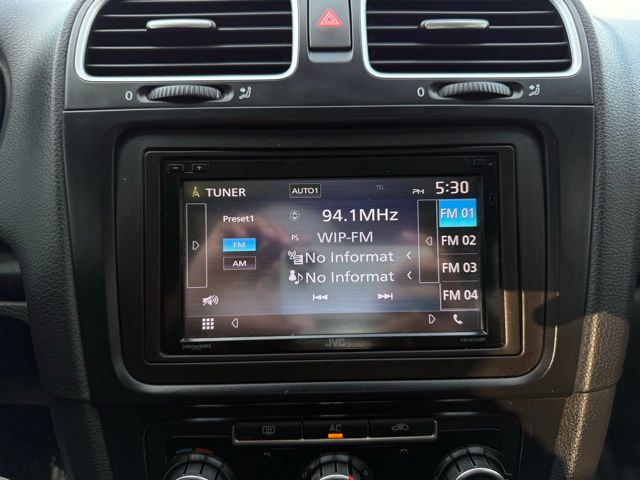 0
0
TUNER AUTO1 TEL PM 5:30
Preset1 94.1MHz FM 01
FM PS WIP-FM FM 02
AM No Informat FM 03
No Informat FM 04
JVC
AC